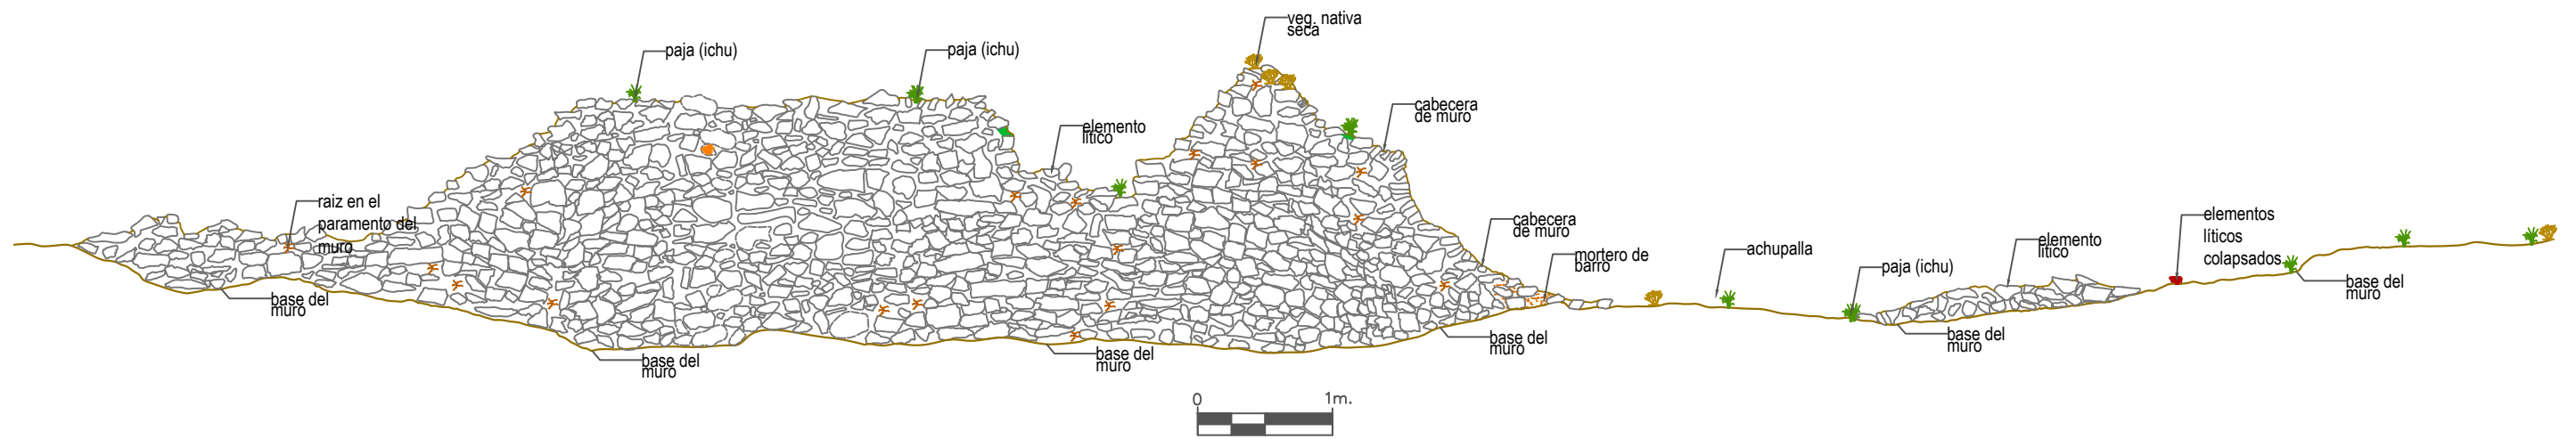 veg. nativa
seca
paja (ichu)
paja (ichu)
cabecera
de muro
elemento
lítico
raiz en el
paramento del
muro
cabecera
de muro
mortero de
barro
achupalla
paja (ichu)
elemento
lítico
elementos
líticos
colapsados
base del
muro
base del
muro
base del
muro
base del
muro
base del
muro
base del
muro
0 1m.